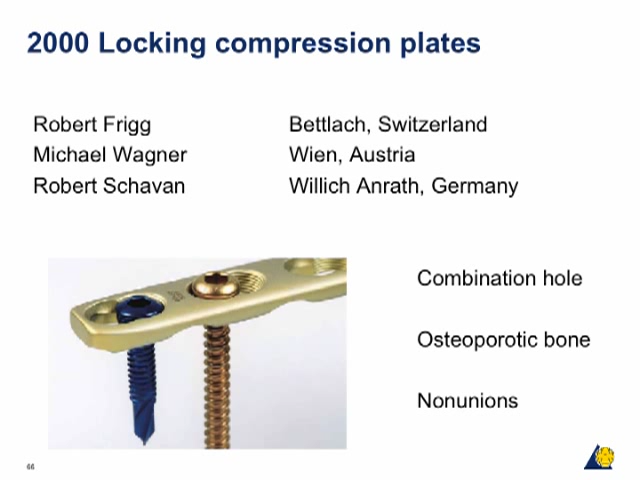 2000 Locking compression plates
Robert Frigg Bettlach, Switzerland
Michael Wagner Wien, Austria
Robert Schavan Willich Anrath, Germany
Combination hole
Osteoporotic bone
Nonunions
66